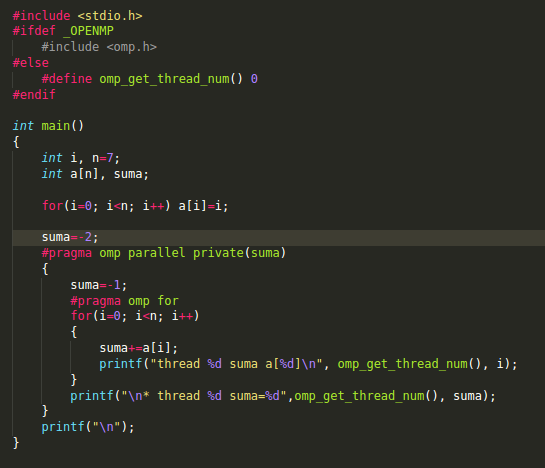 #include <stdio.h>
#ifdef _OPENMP
    #include <omp.h>
#else
    #define omp_get_thread_num() 0
#endif

int main()
{
    int i, n=7;
    int a[n], suma;

    for(i=0; i<n; i++) a[i]=i;

    suma=-2;
    #pragma omp parallel private(suma)
    {
        suma=-1;
        #pragma omp for
        for(i=0; i<n; i++)
        {
            suma+=a[i];
            printf("thread %d suma a[%d]\n", omp_get_thread_num(), i);
        }
        printf("\n* thread %d suma=%d",omp_get_thread_num(), suma);
    }
    printf("\n");
}